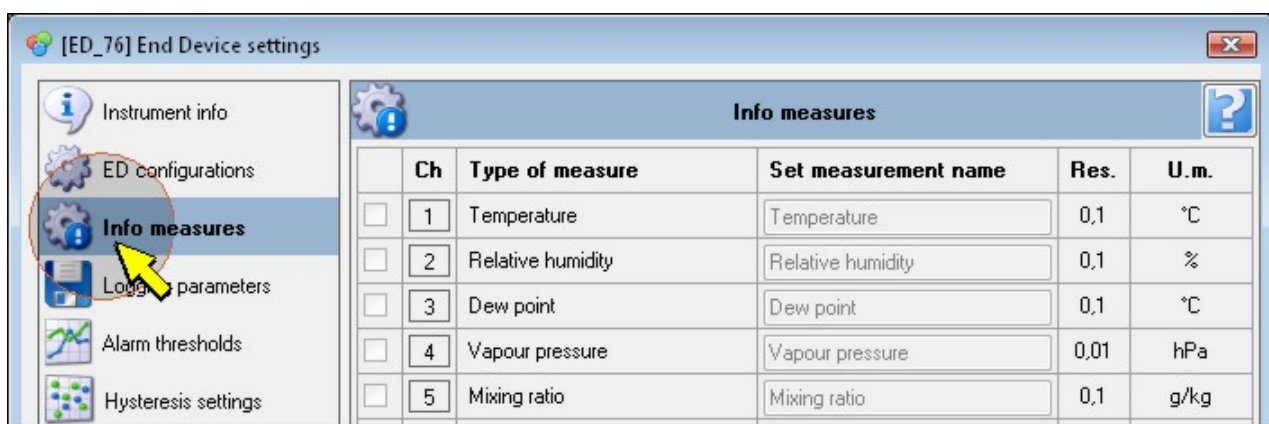 [ED_76] End Device settings
Instrument info
ED configurations
Info measures
Logging parameters
Alarm thresholds
Hysteresis settings
Info measures
Ch Type of measure Set measurement name Res. U.m.
1 Temperature Temperature 0,1 °C
2 Relative humidity Relative humidity 0,1 %
3 Dew point Dew point 0,1 °C
4 Vapour pressure Vapour pressure 0,01 hPa
5 Mixing ratio Mixing ratio 0,1 g/kg